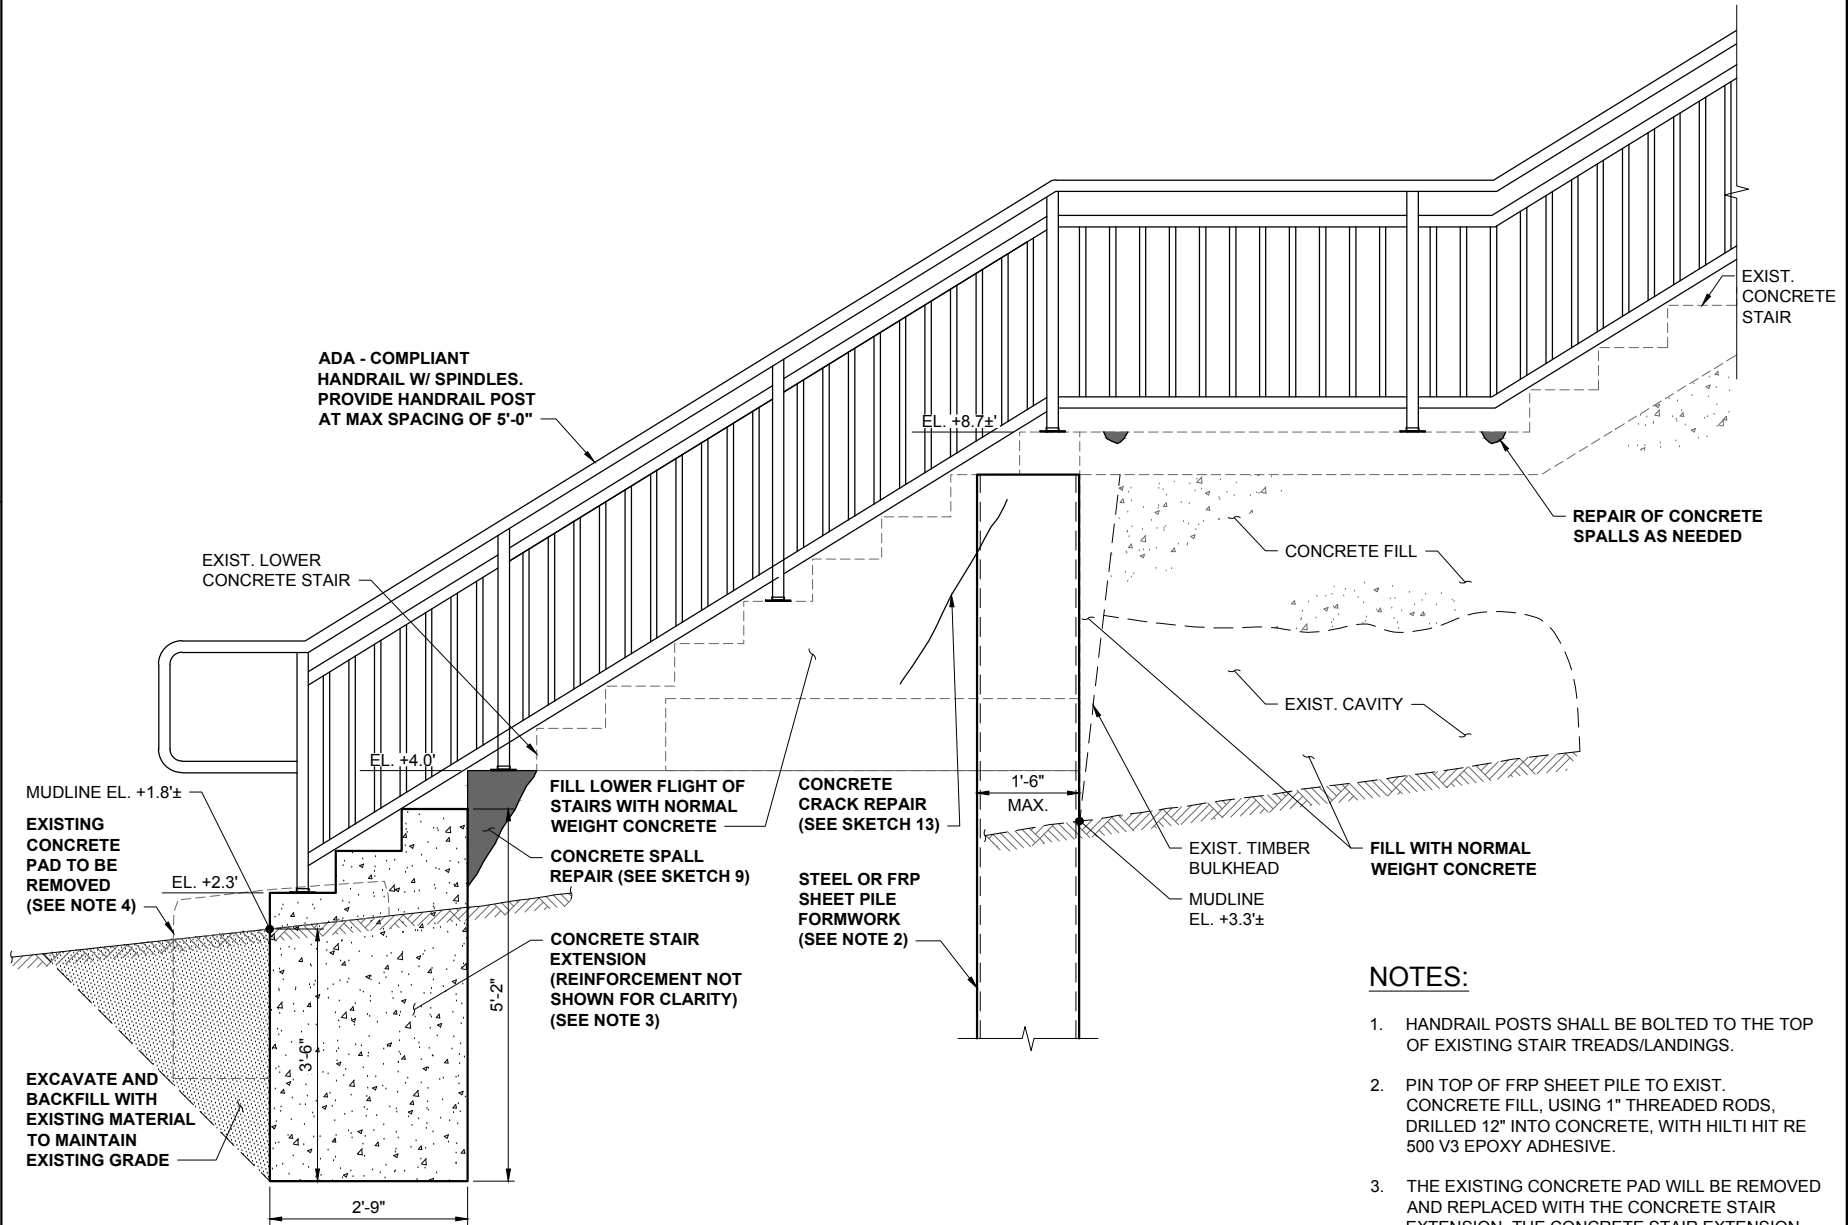 EXIST.
CONCRETE
STAIR
ADA - COMPLIANT
HANDRAIL W/ SPINDLES.
PROVIDE HANDRAIL POST
AT MAX SPACING OF 5'-0"
EL. +8.7±'
REPAIR OF CONCRETE
SPALLS AS NEEDED
CONCRETE FILL
EXIST. LOWER
CONCRETE STAIR
EXIST. CAVITY
EL. +4.0'
MUDLINE EL. +1.8'±
EXISTING
CONCRETE
PAD TO BE
REMOVED
(SEE NOTE 4)
EL. +2.3'
FILL LOWER FLIGHT OF
STAIRS WITH NORMAL
WEIGHT CONCRETE
CONCRETE SPALL
REPAIR (SEE SKETCH 9)
CONCRETE
CRACK REPAIR
(SEE SKETCH 13)
1'-6"
MAX.
STEEL OR FRP
SHEET PILE
FORMWORK
(SEE NOTE 2)
EXIST. TIMBER
BULKHEAD
MUDLINE
EL. +3.3'±
FILL WITH NORMAL
WEIGHT CONCRETE
CONCRETE STAIR
EXTENSION
(REINFORCEMENT NOT
SHOWN FOR CLARITY)
(SEE NOTE 3)
5'-2"
3'-6"
EXCAVATE AND
BACKFILL WITH
EXISTING MATERIAL
TO MAINTAIN
EXISTING GRADE
2'-9"
NOTES:
1. HANDRAIL POSTS SHALL BE BOLTED TO THE TOP
OF EXISTING STAIR TREADS/LANDINGS.
2. PIN TOP OF FRP SHEET PILE TO EXIST.
CONCRETE FILL, USING 1" THREADED RODS,
DRILLED 12" INTO CONCRETE, WITH HILTI HIT RE
500 V3 EPOXY ADHESIVE.
3. THE EXISTING CONCRETE PAD WILL BE REMOVED
AND REPLACED WITH THE CONCRETE STAIR
EXTENSION. THE CONCRETE STAIR EXTENSION